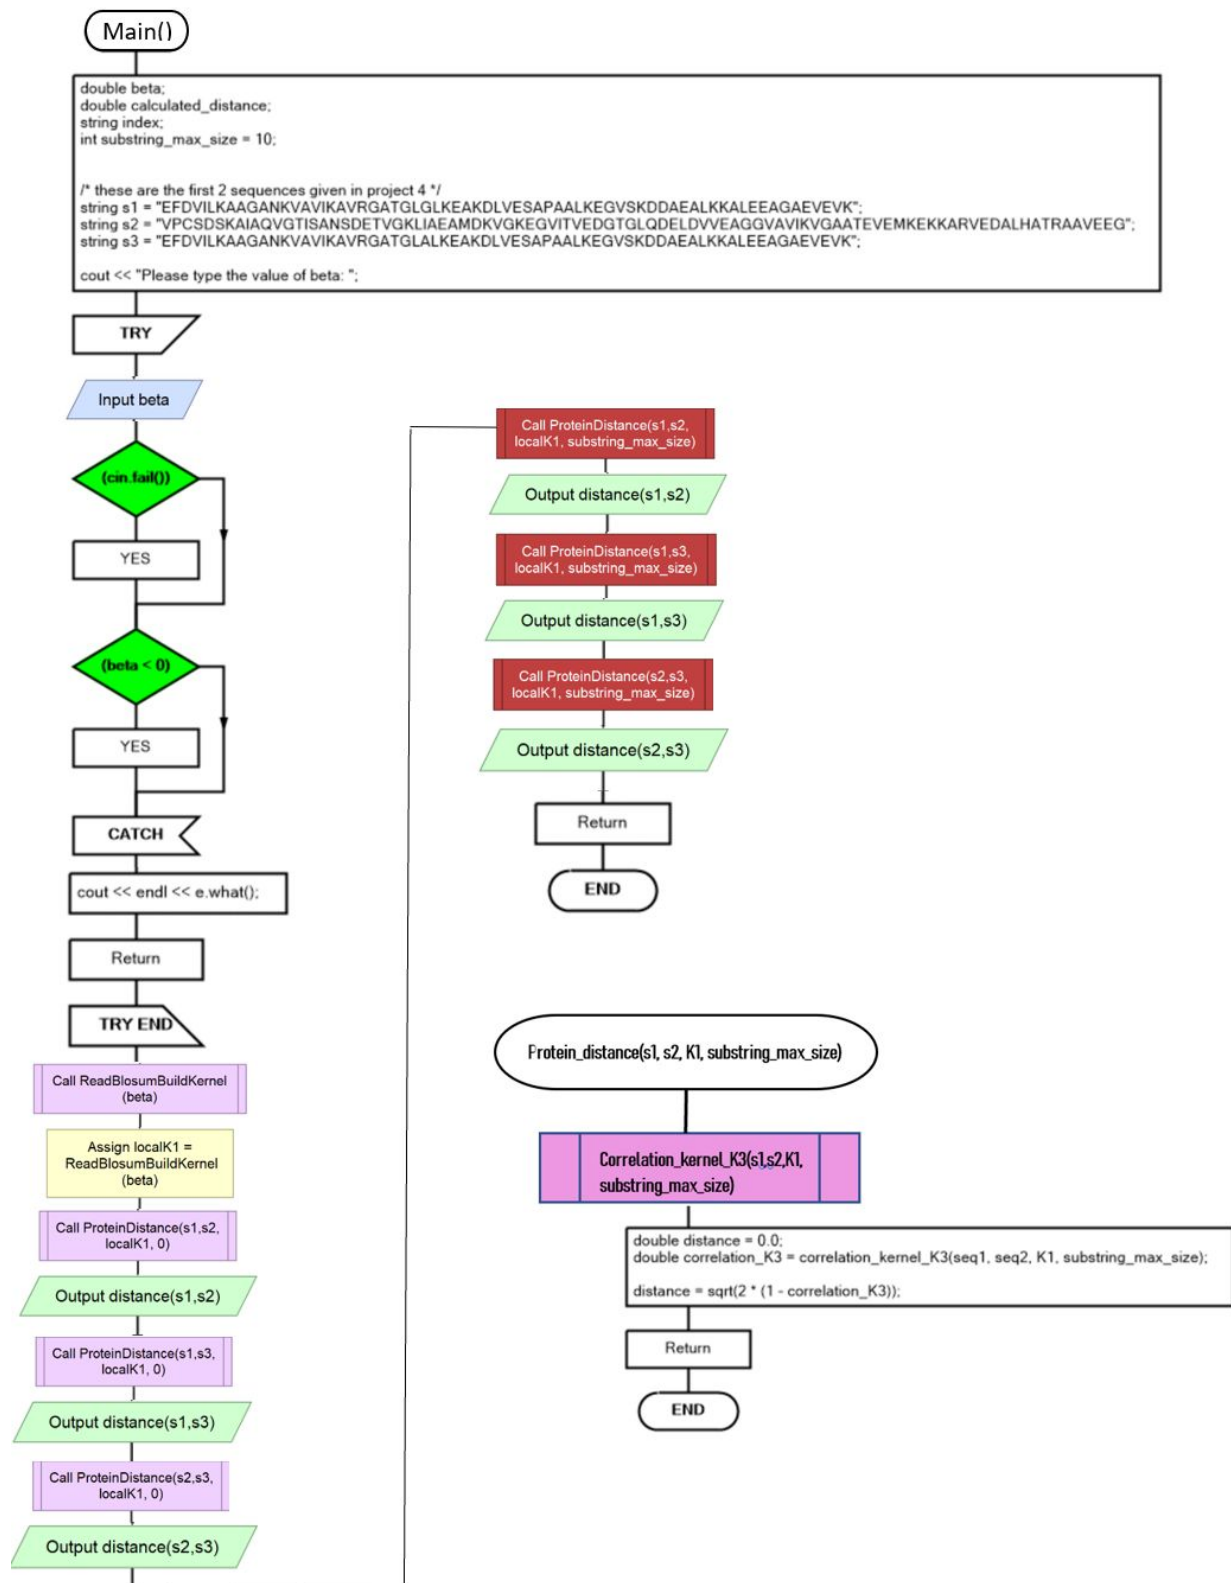 Main()
double beta;
double calculated_distance;
string index;
int substring_max_size = 10;
/* these are the first 2 sequences given in project 4 */
string s1 = "EFDVILKAAGANKVAVIKAVRGATGLGLKEAKDLVESAPAALKEGVSKDDAEALKKALEEAGAEVEVK";
string s2 = "VPCSDSKAIAQVGTISANSDETVGKLIAEAMDKVGKEGVITVEDGTGLQDELDVVEAGGVAVIKVGAATEVEMKEKKARVEDALHATRAAVEEG";
string s3 = "EFDVILKAAGANKVAVIKAVRGATGLALKEAKDLVESAPAALKEGVSKDDAEALKKALEEAGAEVEVK";
cout << "Please type the value of beta: ";
TRY
Input beta
(cin.fail())
YES
(beta < 0)
YES
CATCH
cout << endl << e.what();
Return
TRY END
Call ReadBlosumBuildKernel
(beta)
Assign localK1 =
ReadBlosumBuildKernel
(beta)
Call ProteinDistance(s1,s2,
localK1, 0)
Output distance(s1,s2)
Call ProteinDistance(s1,s3,
localK1, 0)
Output distance(s1,s3)
Call ProteinDistance(s2,s3,
localK1, 0)
Output distance(s2,s3)
Call ProteinDistance(s1,s2,
localK1, substring_max_size)
Output distance(s1,s2)
Call ProteinDistance(s1,s3,
localK1, substring_max_size)
Output distance(s1,s3)
Call ProteinDistance(s2,s3,
localK1, substring_max_size)
Output distance(s2,s3)
Return
END
Protein_distance(s1, s2, K1, substring_max_size)
Correlation_kernel_K3(s1,s2,K1,
substring_max_size)
double distance = 0.0;
double correlation_K3 = correlation_kernel_K3(seq1, seq2, K1, substring_max_size);
distance = sqrt(2 * (1 - correlation_K3));
Return
END